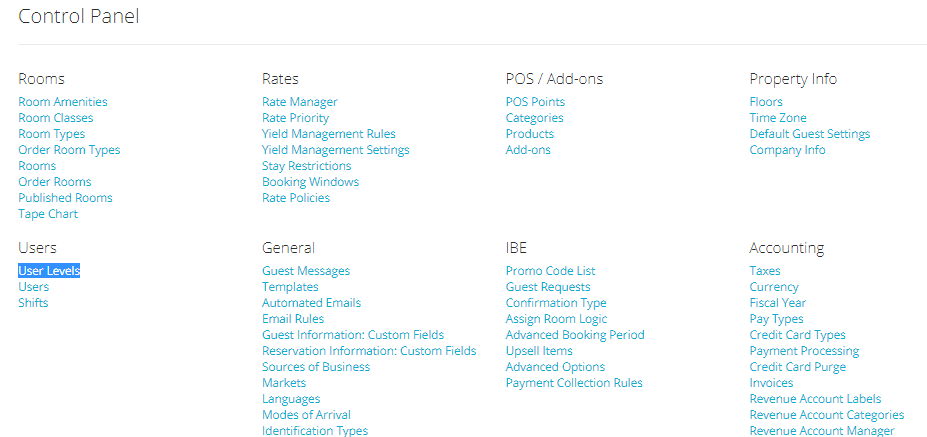 Control Panel
Rooms
Room Amenities
Room Classes
Room Types
Order Room Types
Rooms
Order Rooms
Published Rooms
Tape Chart
Rates
Rate Manager
Rate Priority
Yield Management Rules
Yield Management Settings
Stay Restrictions
Booking Windows
Rate Policies
POS / Add-ons
POS Points
Categories
Products
Add-ons
Property Info
Floors
Time Zone
Default Guest Settings
Company Info
Users
User Levels
Users
Shifts
General
Guest Messages
Templates
Automated Emails
Email Rules
Guest Information: Custom Fields
Reservation Information: Custom Fields
Sources of Business
Markets
Languages
Modes of Arrival
Identification Types
IBE
Promo Code List
Guest Requests
Confirmation Type
Assign Room Logic
Advanced Booking Period
Upsell Items
Advanced Options
Payment Collection Rules
Accounting
Taxes
Currency
Fiscal Year
Pay Types
Credit Card Types
Payment Processing
Credit Card Purge
Invoices
Revenue Account Labels
Revenue Account Categories
Revenue Account Manager